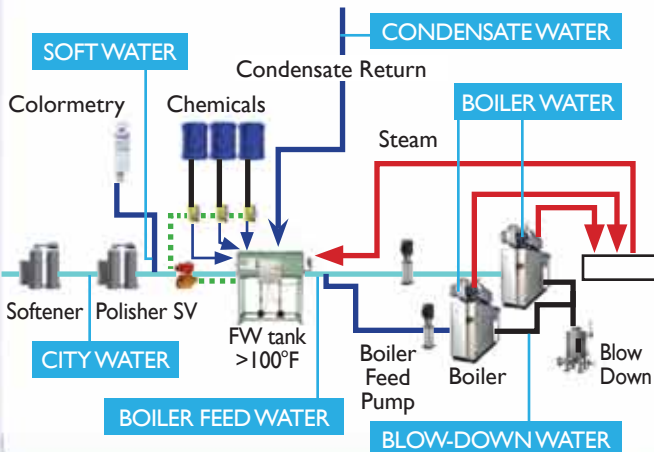 CONDENSATE WATER
SOFT WATER
Condensate Return
Colormetry
Chemicals
BOILER WATER
Steam
Softener
Polisher SV
FW tank
>100°F
Boiler
Feed
Pump
Boiler
Blow
Down
CITY WATER
BOILER FEED WATER
BLOW-DOWN WATER